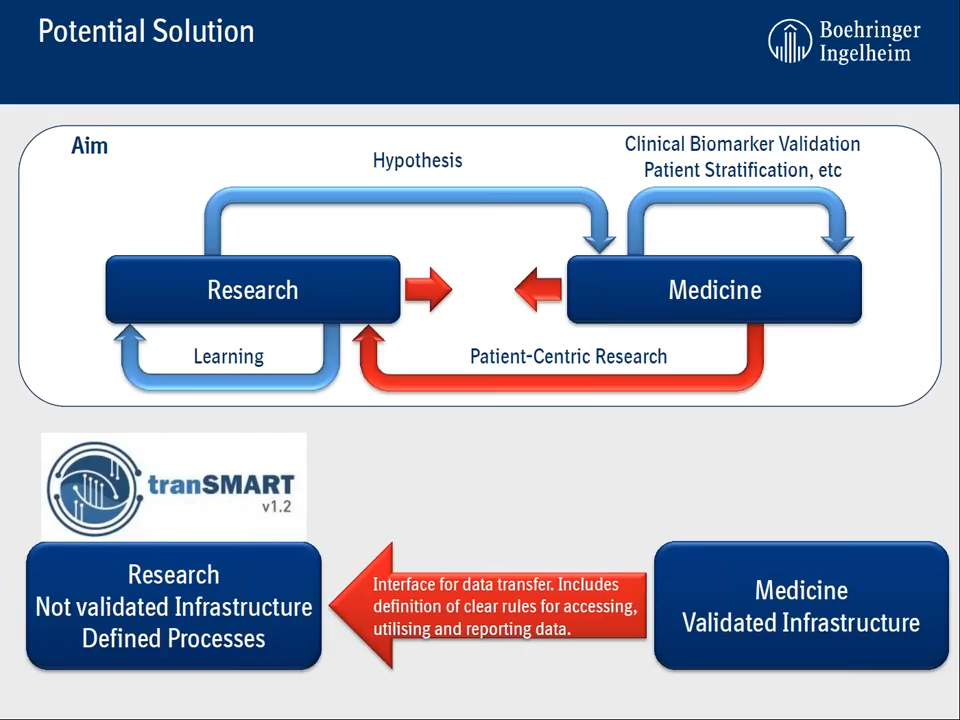 Potential Solution
Boehringer
Ingelheim
Aim
Hypothesis
Clinical Biomarker Validation
Patient Stratification, etc
Research
Medicine
Learning
Patient-Centric Research
tranSMART
v1.2
Research
Not validated Infrastructure
Defined Processes
Interface for data transfer. Includes
definition of clear rules for accessing,
utilising and reporting data.
Medicine
Validated Infrastructure